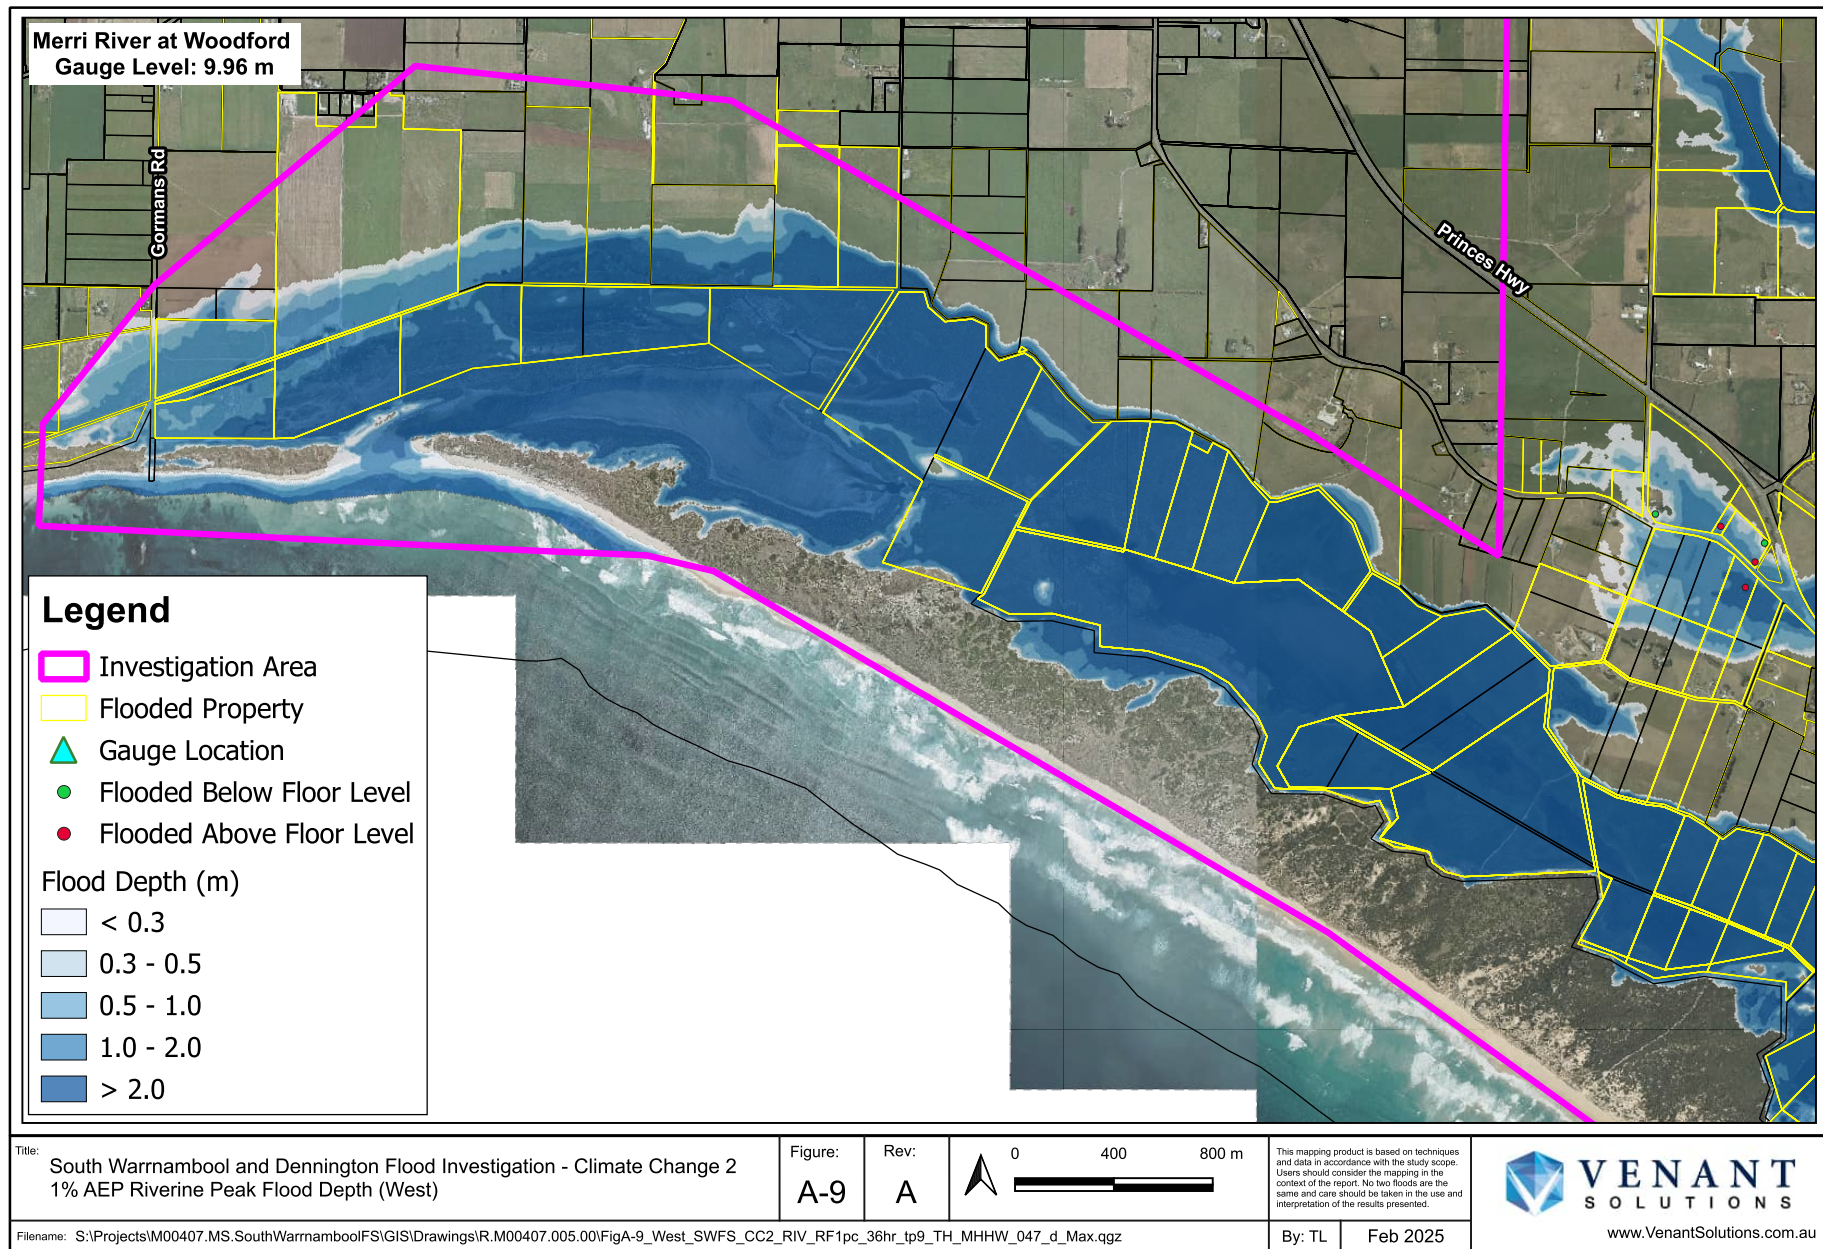 Merri River at Woodford
Gauge Level: 9.96 m
Gormans Rd
Princes Hwy
Legend
Investigation Area
Flooded Property
Gauge Location
Flooded Below Floor Level
Flooded Above Floor Level
Flood Depth (m)
< 0.3
0.3 - 0.5
0.5 - 1.0
1.0 - 2.0
> 2.0
Title:
South Warrnambool and Dennington Flood Investigation - Climate Change 2
1% AEP Riverine Peak Flood Depth (West)
Figure:
A-9
Rev:
A
0 400 800 m
This mapping product is based on techniques
and data in accordance with the study scope.
Users should consider the mapping in the
context of the report. No two floods are the
same and care should be taken in the use and
interpretation of the results presented.
VENANT
SOLUTIONS
www.VenantSolutions.com.au
Filename: S:\Projects\M00407.MS.SouthWarrnamboolFS\GIS\Drawings\R.M00407.005.00\FigA-9_West_SWFS_CC2_RIV_RF1pc_36hr_tp9_TH_MHHW_047_d_Max.qgz
By: TL
Feb 2025